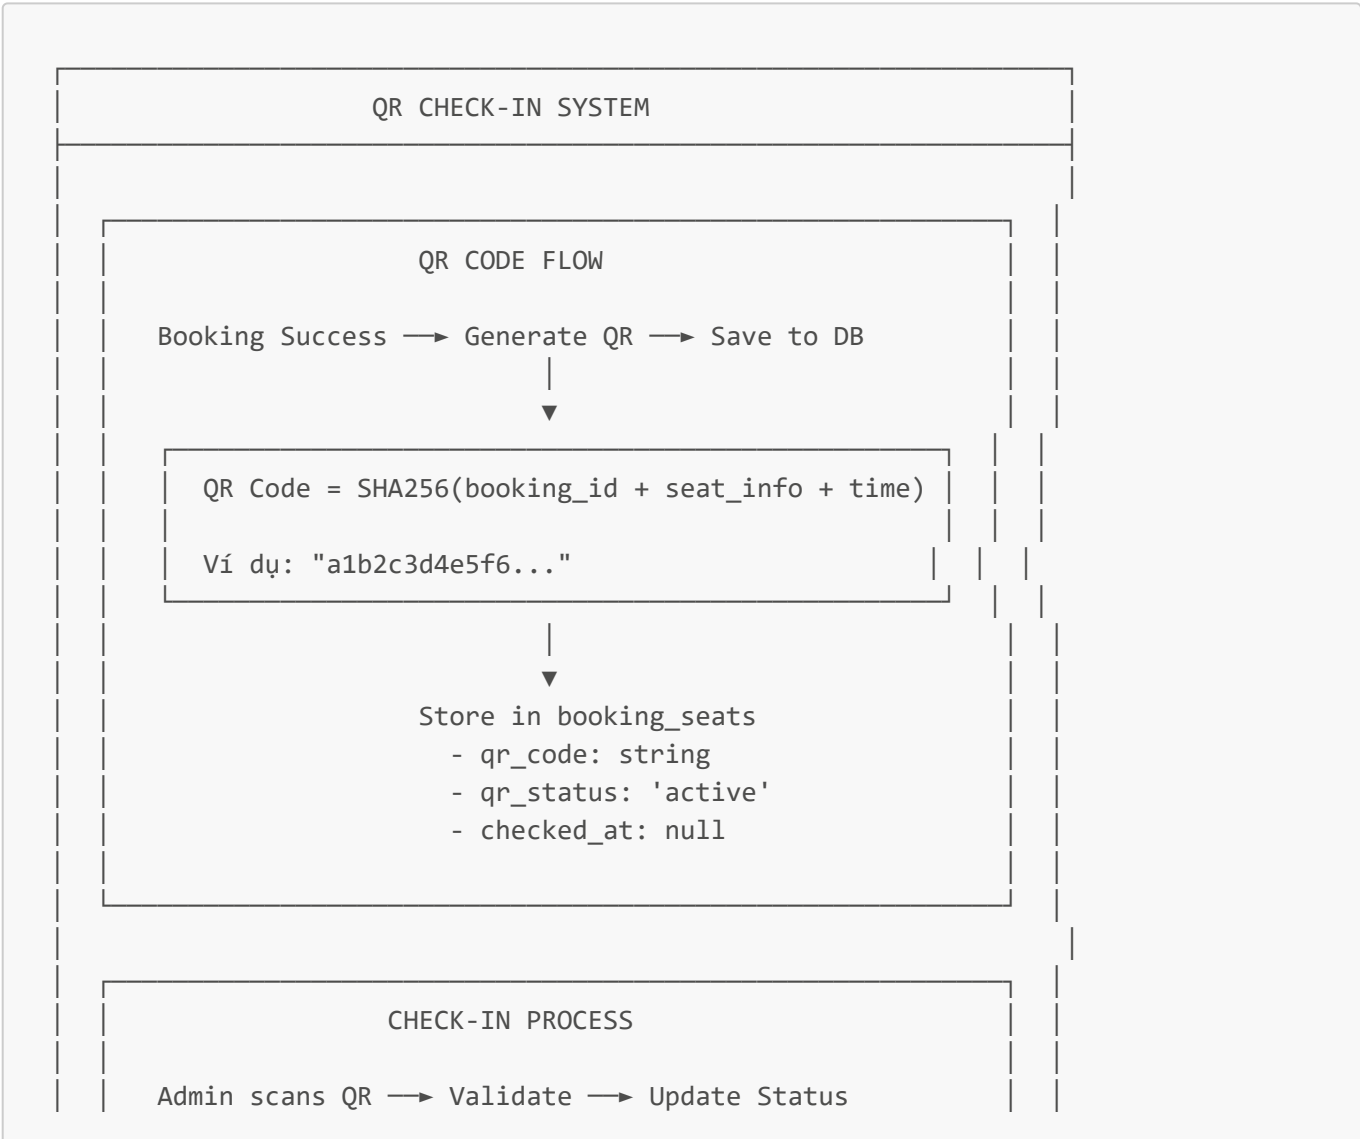 QR CHECK-IN SYSTEM
QR CODE FLOW
Booking Success ──► Generate QR ──► Save to DB
▼
QR Code = SHA256(booking_id + seat_info + time)
Ví dụ: "a1b2c3d4e5f6..."
▼
Store in booking_seats
- qr_code: string
- qr_status: 'active'
- checked_at: null
CHECK-IN PROCESS
Admin scans QR ──► Validate ──► Update Status